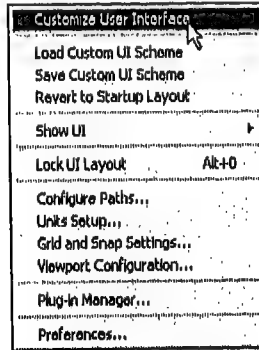 Customize User Interface
Load Custom UI Scheme
Save Custom UI Scheme
Revert to Startup Layout
Show UI
Lock UI Layout Alt+0
Configure Paths...
Units Setup...
Grid and Snap Settings...
Viewport Configuration...
Plug-in Manager...
Preferences...